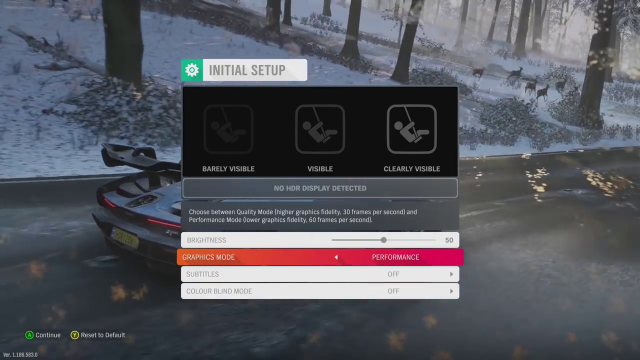 INITIAL SETUP
BARELY VISIBLE
VISIBLE
CLEARLY VISIBLE
NO HDR DISPLAY DETECTED
Choose between Quality Mode (higher graphics fidelity, 30 frames per second) and
Performance Mode (lower graphics fidelity, 60 frames per second).
BRIGHTNESS 50
GRAPHICS MODE PERFORMANCE
SUBTITLES OFF
COLOUR BLIND MODE OFF
A Continue Y Reset to Default